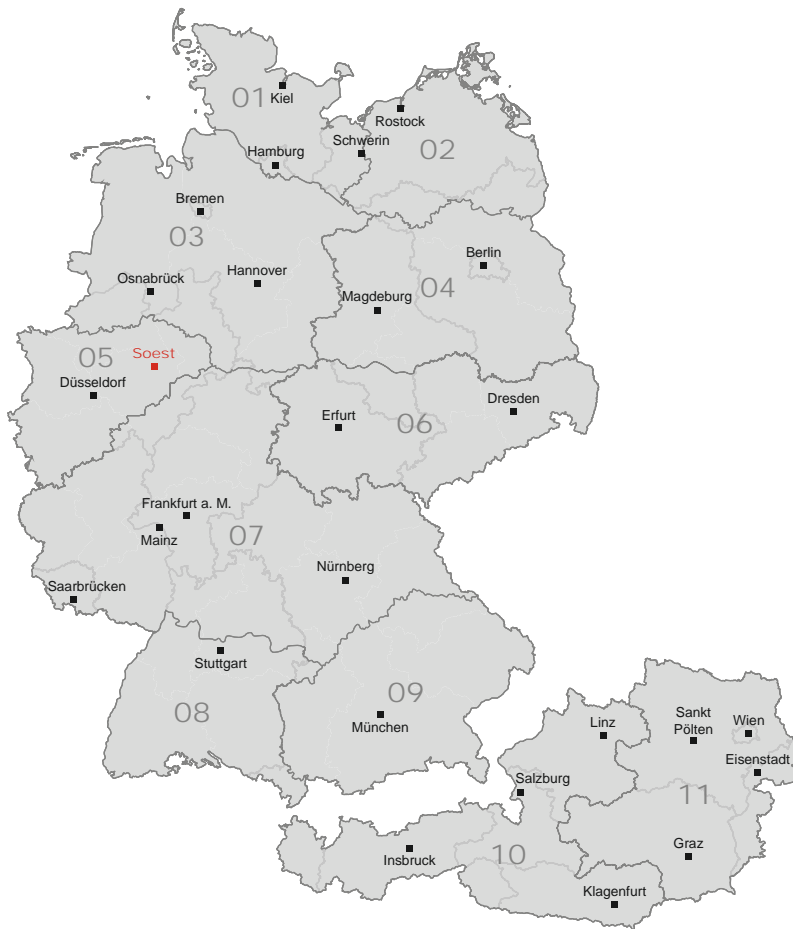 Kiel
01
Rostock
Schwerin
02
Hamburg
Bremen
03
Berlin
Hannover
Osnabrück
04
Magdeburg
05
Soest
Düsseldorf
Dresden
Erfurt
06
Frankfurt a. M.
Mainz
07
Nürnberg
Saarbrücken
Stuttgart
09
08
München
Linz
Sankt
Pölten
Wien
Eisenstadt
Salzburg
11
Graz
10
Insbruck
Klagenfurt